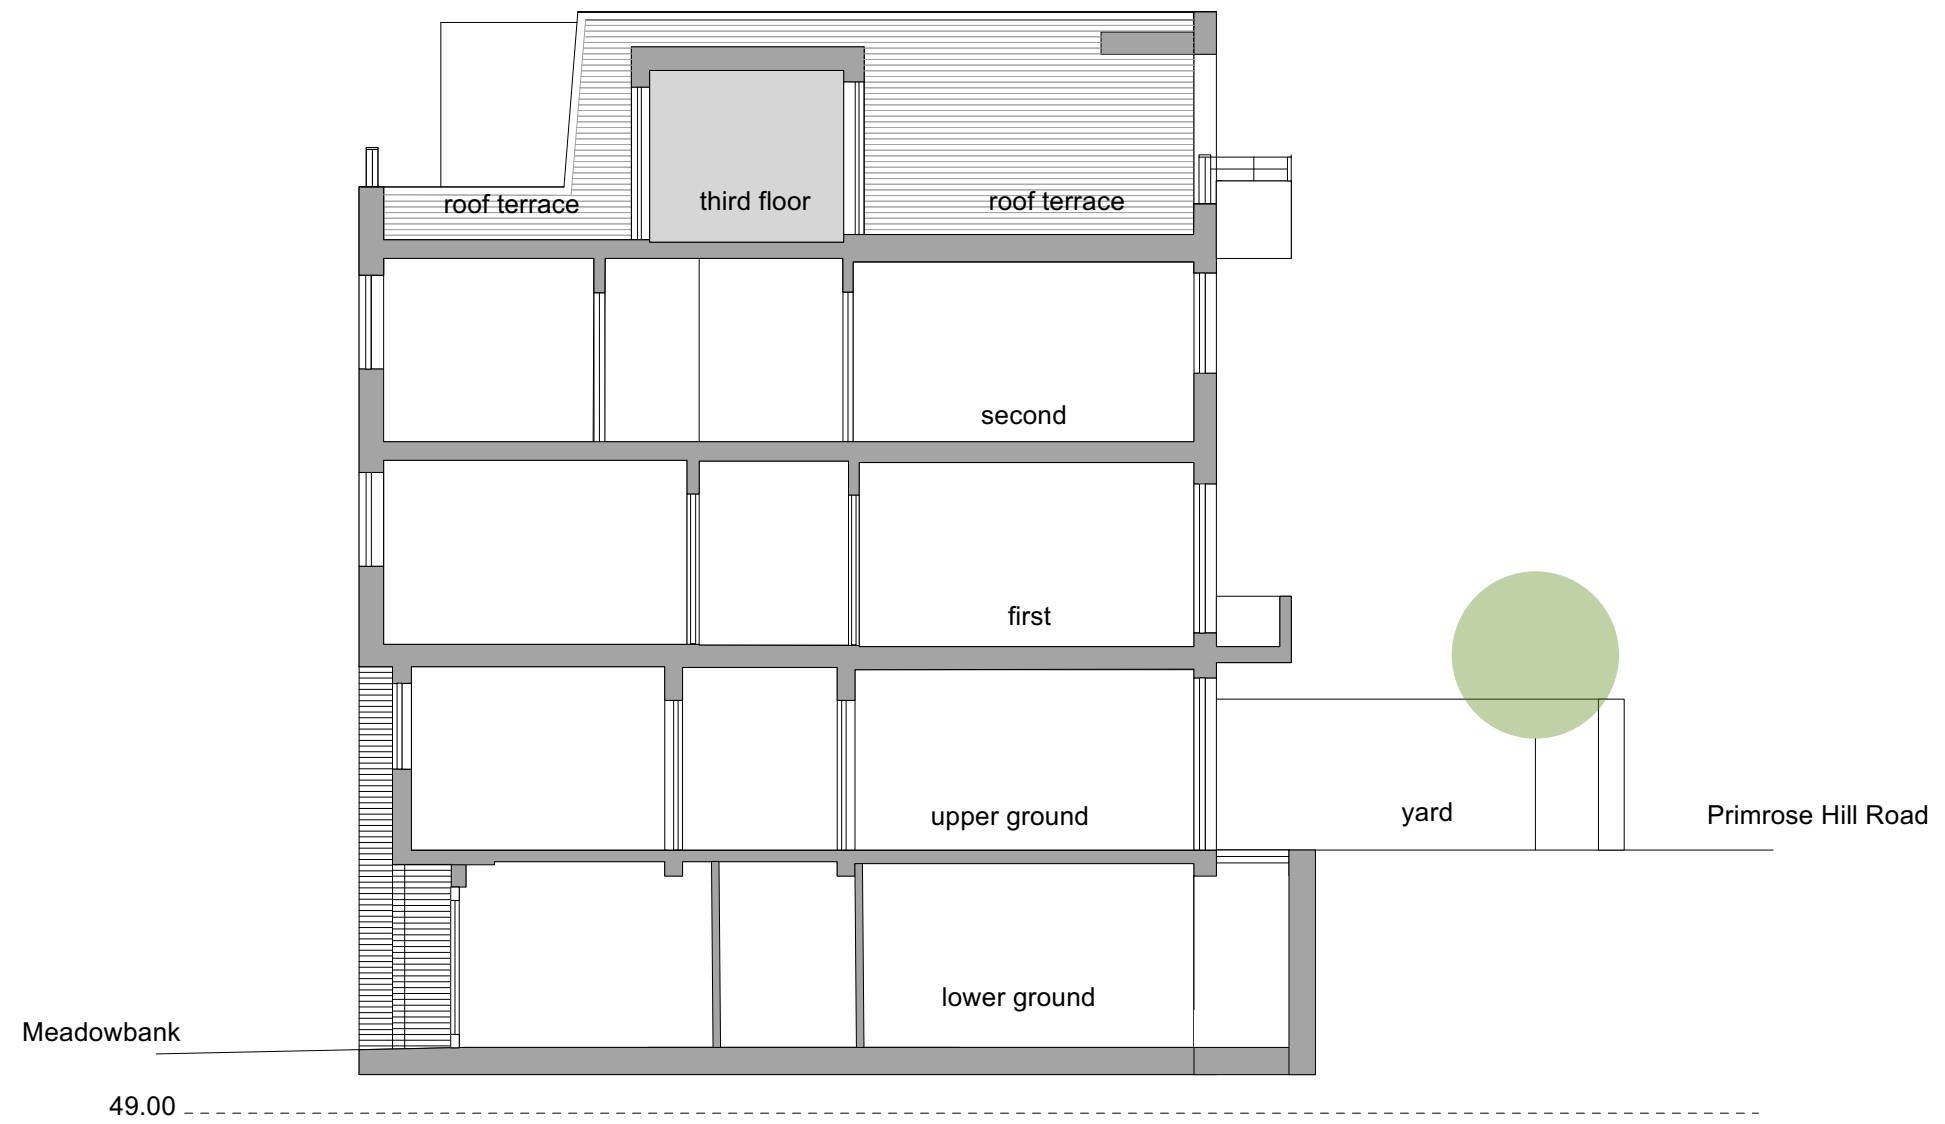 roof terrace
third floor
roof terrace
second
first
upper ground
yard
Primrose Hill Road
lower ground
Meadowbank
49.00